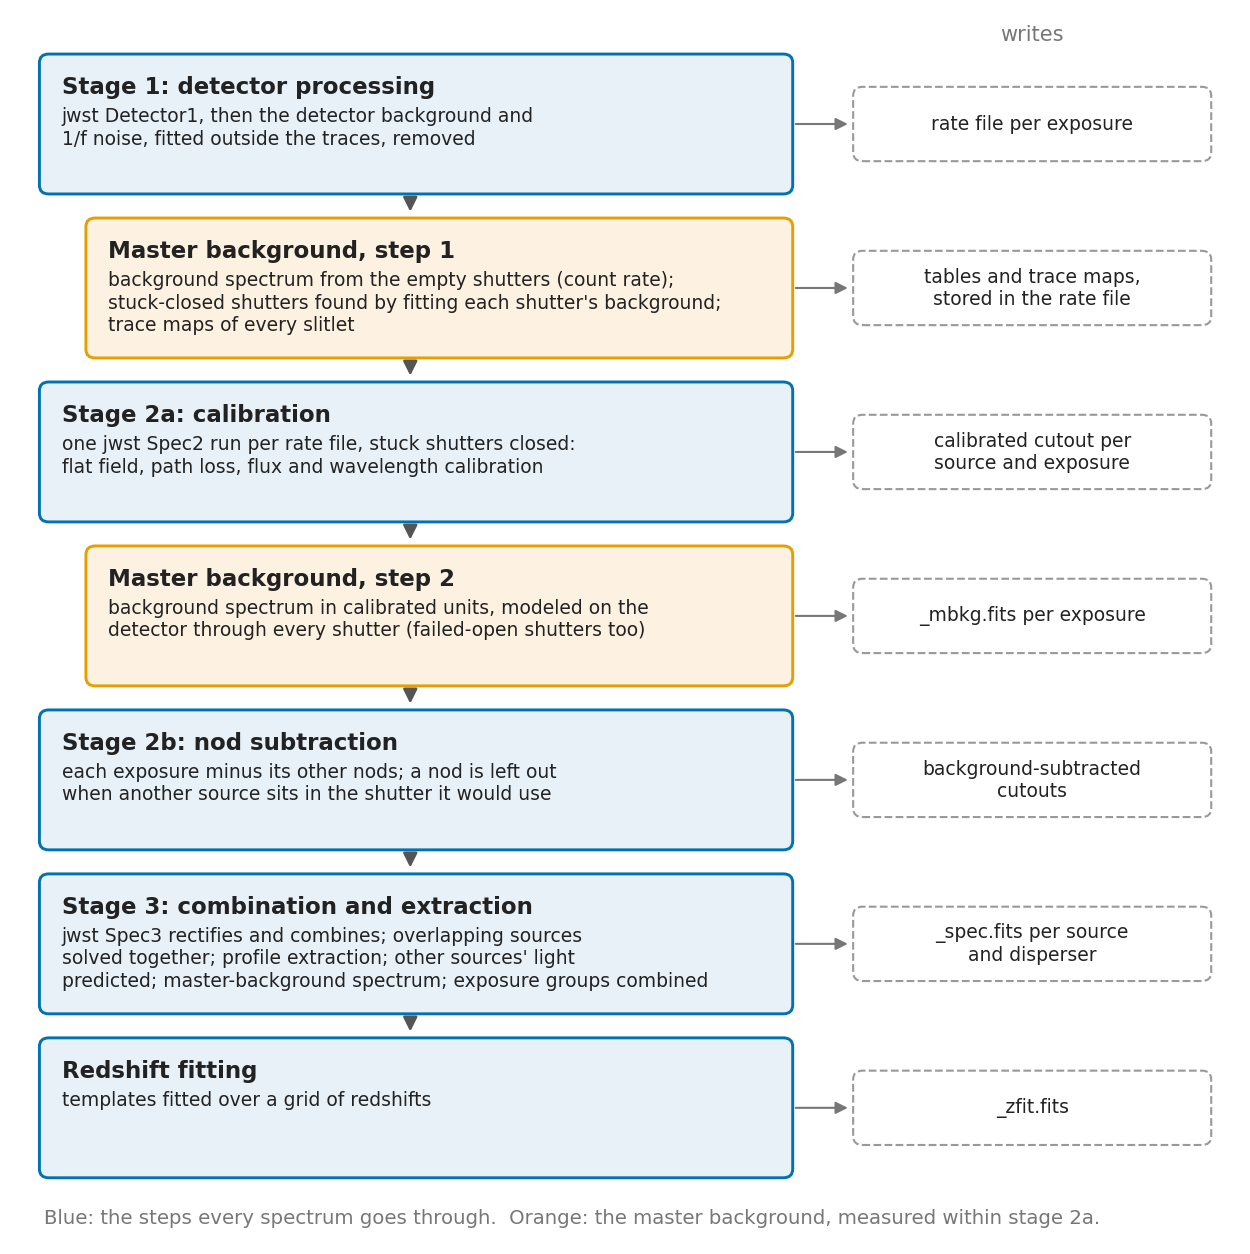 writes
Stage 1: detector processing
jwst Detector1, then the detector background and
1/f noise, fitted outside the traces, removed
rate file per exposure
Master background, step 1
background spectrum from the empty shutters (count rate);
stuck-closed shutters found by fitting each shutter's background;
trace maps of every slitlet
tables and trace maps,
stored in the rate file
Stage 2a: calibration
one jwst Spec2 run per rate file, stuck shutters closed:
flat field, path loss, flux and wavelength calibration
calibrated cutout per
source and exposure
Master background, step 2
background spectrum in calibrated units, modeled on the
detector through every shutter (failed-open shutters too)
_mbkg.fits per exposure
Stage 2b: nod subtraction
each exposure minus its other nods; a nod is left out
when another source sits in the shutter it would use
background-subtracted
cutouts
Stage 3: combination and extraction
jwst Spec3 rectifies and combines; overlapping sources
solved together; profile extraction; other sources' light
predicted; master-background spectrum; exposure groups combined
_spec.fits per source
and disperser
Redshift fitting
templates fitted over a grid of redshifts
_zfit.fits
Blue: the steps every spectrum goes through.  Orange: the master background, measured within stage 2a.